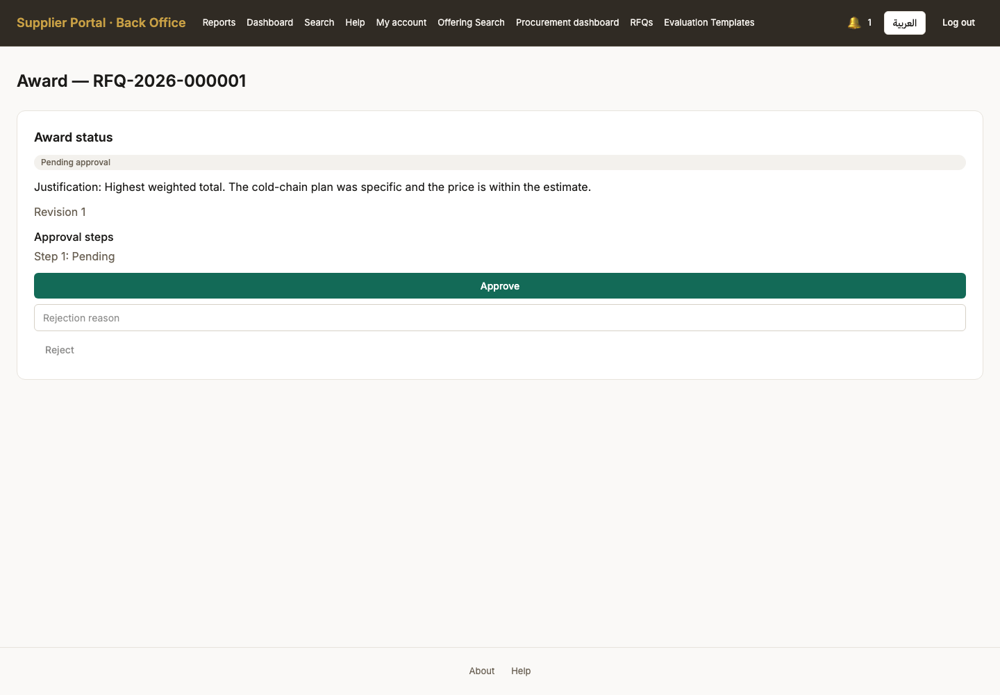 Supplier Portal · Back Office Reports Dashboard Search Help My account Offering Search Procurement dashboard RFQs Evaluation Templates 1 العربية Log out
Award — RFQ-2026-000001
Award status
Pending approval
Justification: Highest weighted total. The cold-chain plan was specific and the price is within the estimate.
Revision 1
Approval steps
Step 1: Pending
Approve
Rejection reason
Reject
About Help